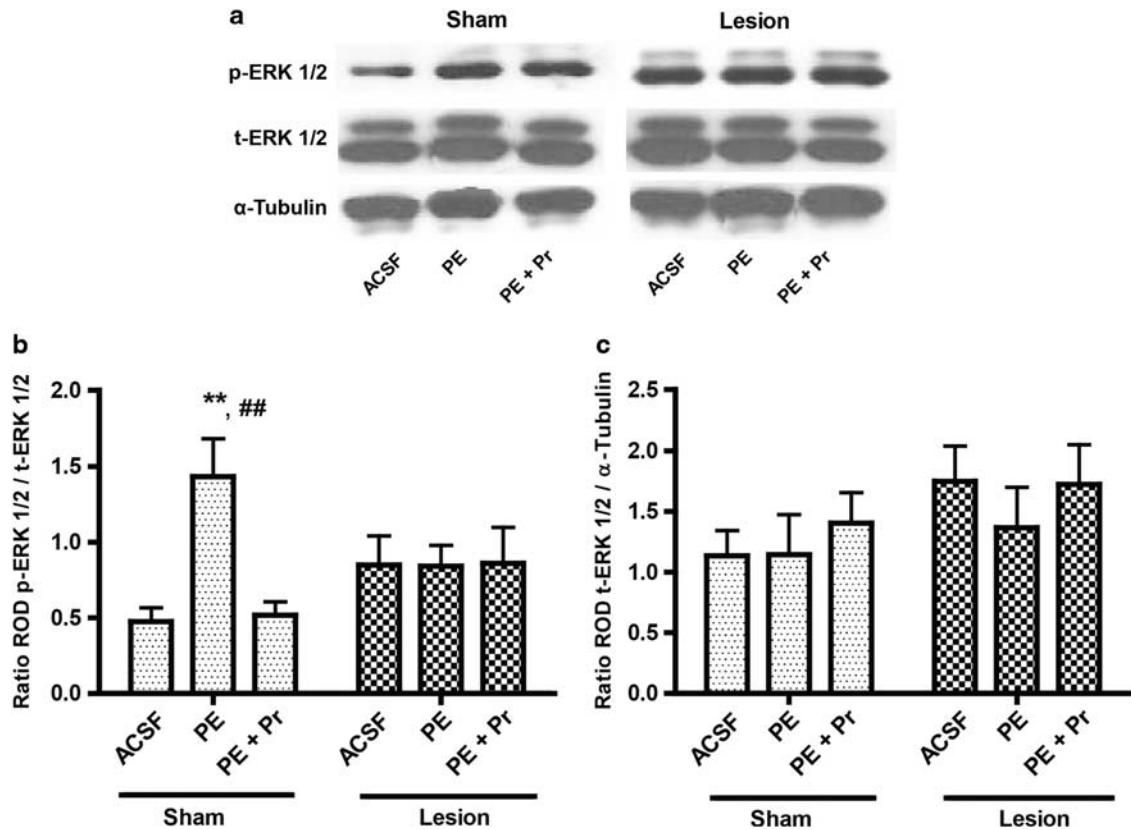 a
Sham Lesion
p-ERK 1/2
t-ERK 1/2
α-Tubulin
ACSF PE PE + Pr ACSF PE PE + Pr
b
Ratio ROD p-ERK 1/2 / t-ERK 1/2
2.0
1.5
1.0
0.5
0.0
**, ##
ACSF PE PE + Pr ACSF PE PE + Pr
Sham Lesion
c
Ratio ROD t-ERK 1/2 / α-Tubulin
2.5
2.0
1.5
1.0
0.5
0.0
ACSF PE PE + Pr ACSF PE PE + Pr
Sham Lesion